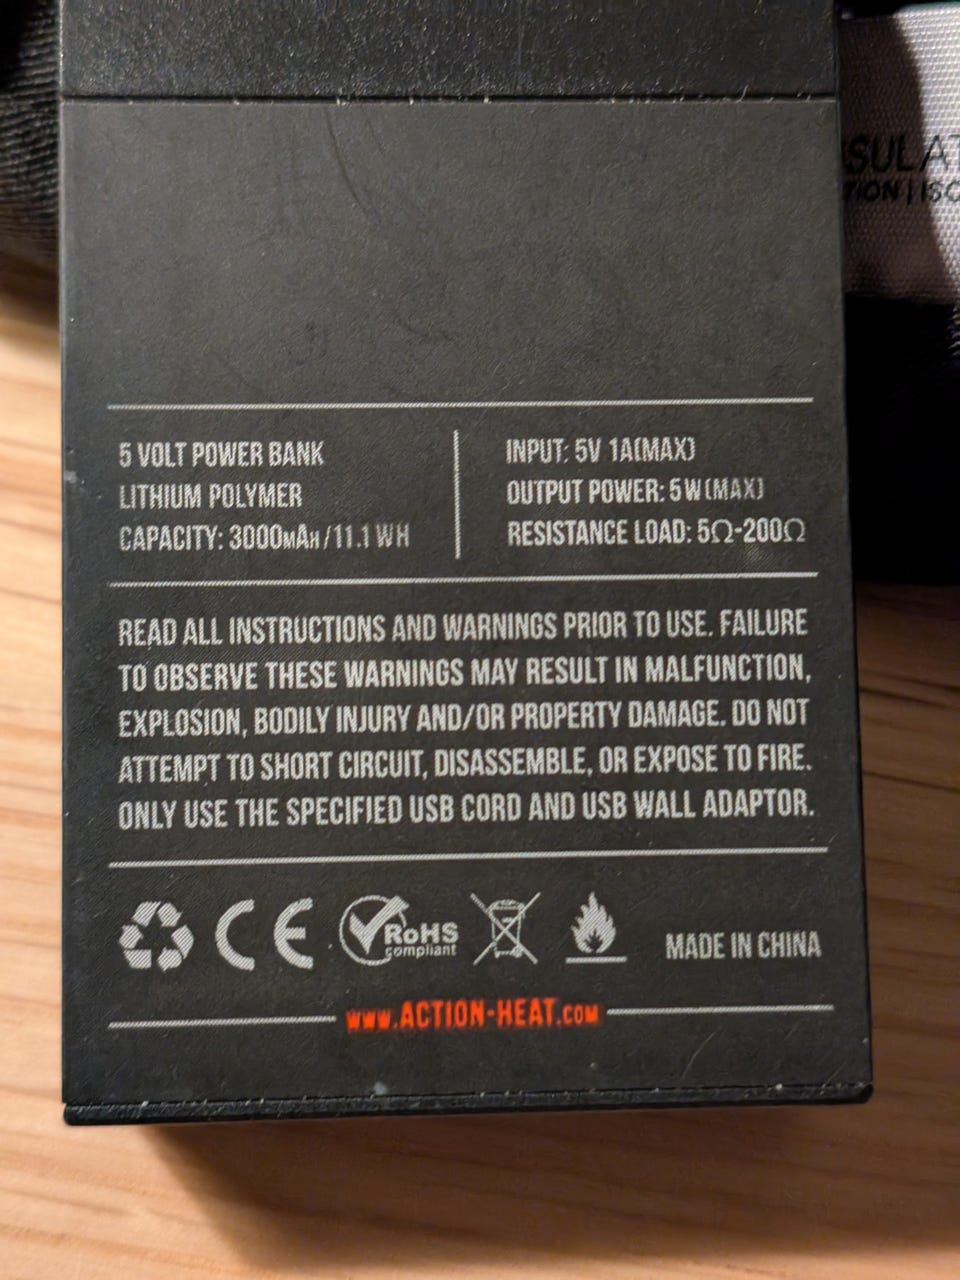 5 VOLT POWER BANK
LITHIUM POLYMER
CAPACITY: 3000MAH/11.1 WH
INPUT: 5V 1A(MAX)
OUTPUT POWER: 5W(MAX)
RESISTANCE LOAD: 5Ω-200Ω
READ ALL INSTRUCTIONS AND WARNINGS PRIOR TO USE. FAILURE
TO OBSERVE THESE WARNINGS MAY RESULT IN MALFUNCTION,
EXPLOSION, BODILY INJURY AND/OR PROPERTY DAMAGE. DO NOT
ATTEMPT TO SHORT CIRCUIT, DISASSEMBLE, OR EXPOSE TO FIRE.
ONLY USE THE SPECIFIED USB CORD AND USB WALL ADAPTOR.
CE
RoHS
compliant
MADE IN CHINA
WWW.ACTION-HEAT.COM